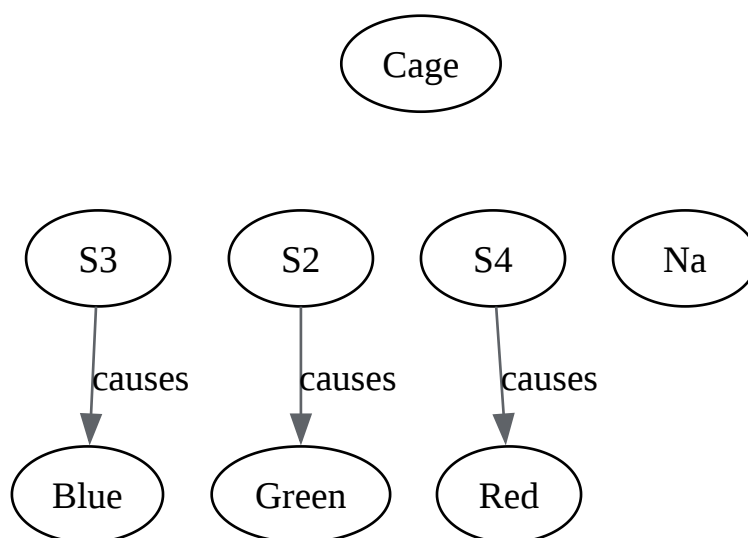 Cage
S3
S2
S4
Na
causes
causes
causes
Blue
Green
Red